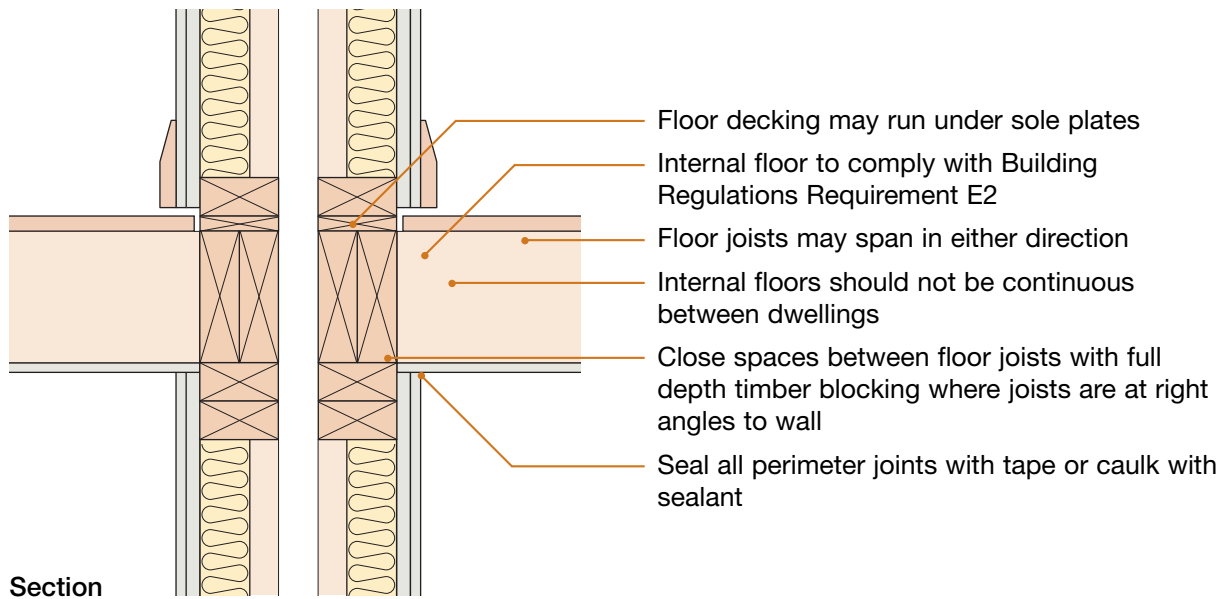 Floor decking may run under sole plates
Internal floor to comply with Building
Regulations Requirement E2
Floor joists may span in either direction
Internal floors should not be continuous
between dwellings
Close spaces between floor joists with full
depth timber blocking where joists are at right
angles to wall
Seal all perimeter joints with tape or caulk with
sealant
Section